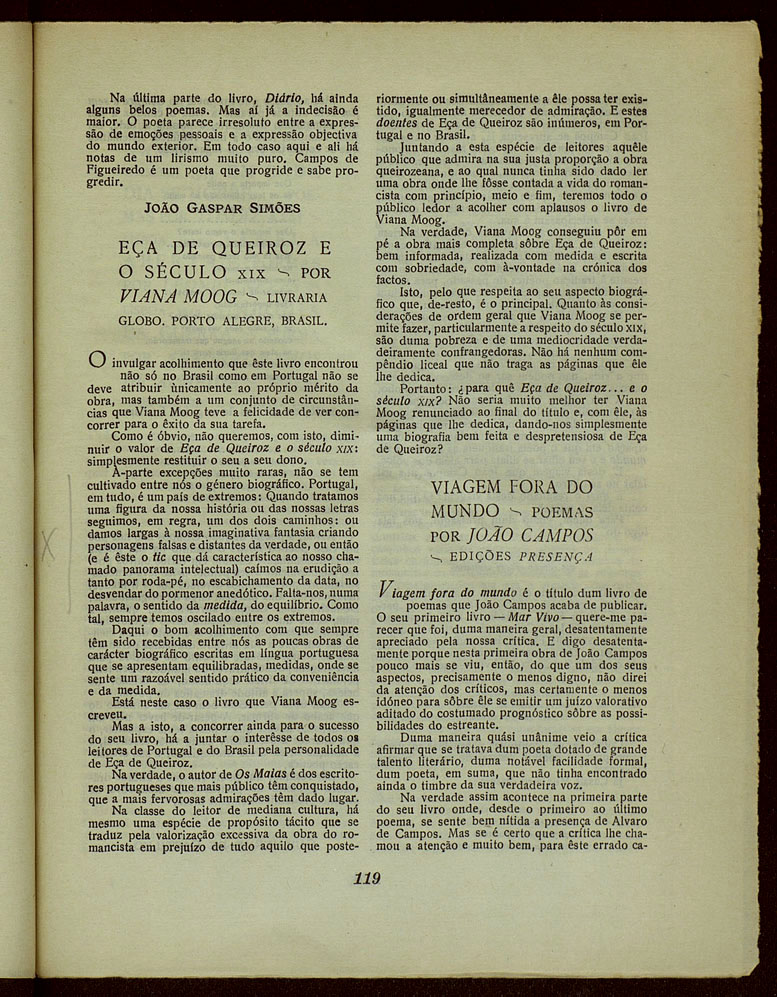 Na última parte do livro, Diário, há ainda
alguns belos poemas. Mas aí já a indecisão é
maior. O poeta parece irresoluto entre a expres-
são de emoções pessoais e a expressão objectiva
do mundo exterior. Em todo caso aqui e ali há
notas de um lirismo muito puro. Campos de
Figueiredo é um poeta que progride e sabe pro-
gredir.
JOÃO GASPAR SIMÕES
EÇA DE QUEIROZ E
O SÉCULO XIX ~ POR
VIANA MOOG ~ LIVRARIA
GLOBO. PORTO ALEGRE, BRASIL.
O invulgar acolhimento que êste livro encontrou
não só no Brasil como em Portugal não se
deve atribuir ùnicamente ao próprio mérito da
obra, mas também a um conjunto de circunstân-
cias que Viana Moog teve a felicidade de ver con-
correr para o êxito da sua tarefa.
Como é óbvio, não queremos, com isto, dimi-
nuir o valor de Eça de Queiroz e o século XIX:
simplesmente restituir o seu a seu dono.
À-parte excepções muito raras, não se tem
cultivado entre nós o género biográfico. Portugal,
em tudo, é um país de extremos: Quando tratamos
uma figura da nossa história ou das nossas letras
seguimos, em regra, um dos dois caminhos: ou
damos largas à nossa imaginativa fantasia criando
personagens falsas e distantes da verdade, ou então
(e é êste o tic que dá característica ao nosso cha-
mado panorama intelectual) caímos na erudição a
tanto por roda-pé, no escabichamento da data, no
desvendar do pormenor anedótico. Falta-nos, numa
palavra, o sentido da medida, do equilíbrio. Como
tal, sempre temos oscilado entre os extremos.
Daqui o bom acolhimento com que sempre
têm sido recebidas entre nós as poucas obras de
carácter biográfico escritas em língua portuguesa
que se apresentam equilibradas, medidas, onde se
sente um razoável sentido prático da conveniência
e da medida.
Está neste caso o livro que Viana Moog es-
creveu.
Mas a isto, a concorrer ainda para o sucesso
do seu livro, há a juntar o interêsse de todos os
leitores de Portugal e do Brasil pela personalidade
de Eça de Queiroz.
Na verdade, o autor de Os Maias é dos escrito-
res portugueses que mais público têm conquistado,
que a mais fervorosas admirações têm dado lugar.
Na classe do leitor de mediana cultura, há
mesmo uma espécie de propósito tácito que se
traduz pela valorização excessiva da obra do ro-
mancista em prejuízo de tudo aquilo que poste-
riormente ou simultâneamente a êle possa ter exis-
tido, igualmente merecedor de admiração. E estes
doentes de Eça de Queiroz são inúmeros, em Por-
tugal e no Brasil.
Juntando a esta espécie de leitores aquêle
público que admira na sua justa proporção a obra
queirozeana, e ao qual nunca tinha sido dado ler
uma obra onde lhe fôsse contada a vida do roman-
cista com princípio, meio e fim, teremos todo o
público ledor a acolher com aplausos o livro de
Viana Moog.
Na verdade, Viana Moog conseguiu pôr em
pé a obra mais completa sôbre Eça de Queiroz:
bem informada, realizada com medida e escrita
com sobriedade, com à-vontade na crónica dos
factos.
Isto, pelo que respeita ao seu aspecto biográ-
fico que, de-resto, é o principal. Quanto às consi-
derações de ordem geral que Viana Moog se per-
mite fazer, particularmente a respeito do século XIX,
são duma pobreza e de uma mediocridade verda-
deiramente confrangedoras. Não há nenhum com-
pêndio liceal que não traga as páginas que êle
lhe dedica.
Portanto: ¿para quê Eça de Queiroz... e o
século XIX? Não seria muito melhor ter Viana
Moog renunciado ao final do título e, com êle, às
páginas que lhe dedica, dando-nos simplesmente
uma biografia bem feita e despretensiosa de Eça
de Queiroz?
VIAGEM FORA DO
MUNDO ~ POEMAS
POR JOÃO CAMPOS
~ EDIÇÕES PRESENÇA
Viagem fora do mundo é o título dum livro de
poemas que João Campos acaba de publicar.
O seu primeiro livro — Mar Vivo — quere-me pa-
recer que foi, duma maneira geral, desatentamente
apreciado pela nossa crítica. E digo desatenta-
mente porque nesta primeira obra de João Campos
pouco mais se viu, então, do que um dos seus
aspectos, precisamente o menos digno, não direi
da atenção dos críticos, mas certamente o menos
idóneo para sôbre êle se emitir um juízo valorativo
aditado do costumado prognóstico sôbre as possi-
bilidades do estreante.
Duma maneira quási unânime veio a crítica
afirmar que se tratava dum poeta dotado de grande
talento literário, duma notável facilidade formal,
dum poeta, em suma, que não tinha encontrado
ainda o timbre da sua verdadeira voz.
Na verdade assim acontece na primeira parte
do seu livro onde, desde o primeiro ao último
poema, se sente bem nítida a presença de Alvaro
de Campos. Mas se é certo que a crítica lhe cha-
mou a atenção e muito bem, para êste errado ca-
119
X